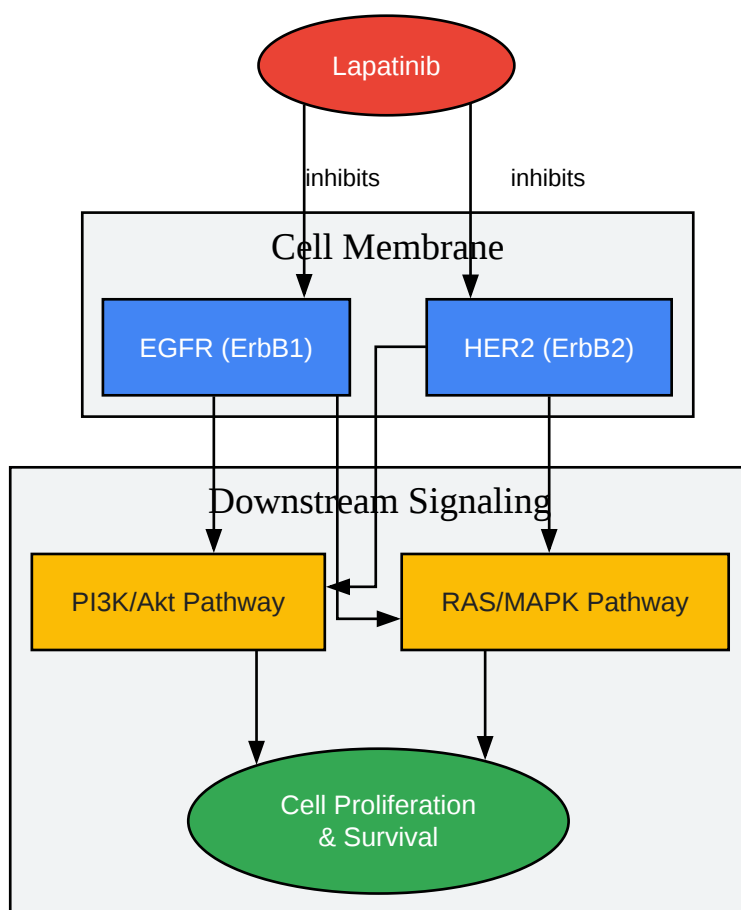 Lapatinib
inhibits
inhibits
Cell Membrane
EGFR (ErbB1)
HER2 (ErbB2)
Downstream Signaling
PI3K/Akt Pathway
RAS/MAPK Pathway
Cell Proliferation
& Survival